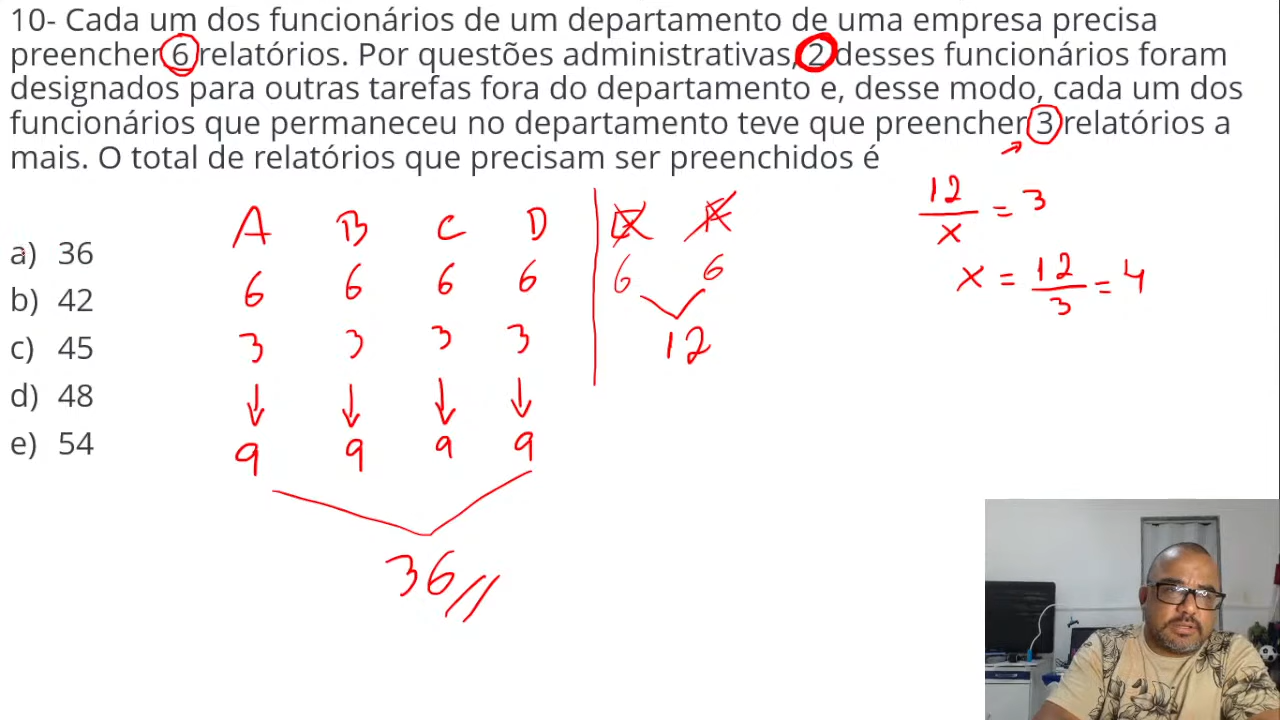 10- Cada um dos funcionários de um departamento de uma empresa precisa
preencher 6 relatórios. Por questões administrativas, 2 desses funcionários foram
designados para outras tarefas fora do departamento e, desse modo, cada um dos
funcionários que permaneceu no departamento teve que preencher 3 relatórios a
mais. O total de relatórios que precisam ser preenchidos é
12/x = 3
x = 12/3 = 4
a) 36
b) 42
c) 45
d) 48
e) 54
A B C D
6 6 6 6 6 6
3 3 3 3 12
9 9 9 9
36